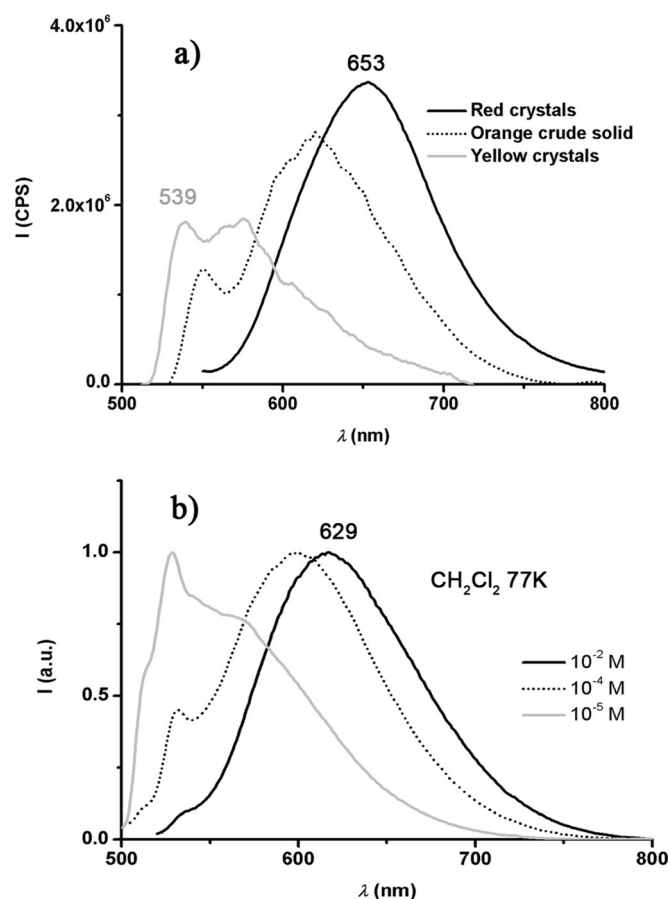 a)
653
539
Red crystals
Orange crude solid
Yellow crystals
I (CPS)
4.0x10⁶
2.0x10⁶
0.0
500 600 700 800
λ (nm)
b)
629
CH₂Cl₂ 77K
10⁻² M
10⁻⁴ M
10⁻⁵ M
I (a.u.)
1.0
0.5
0.0
500 600 700 800
λ (nm)